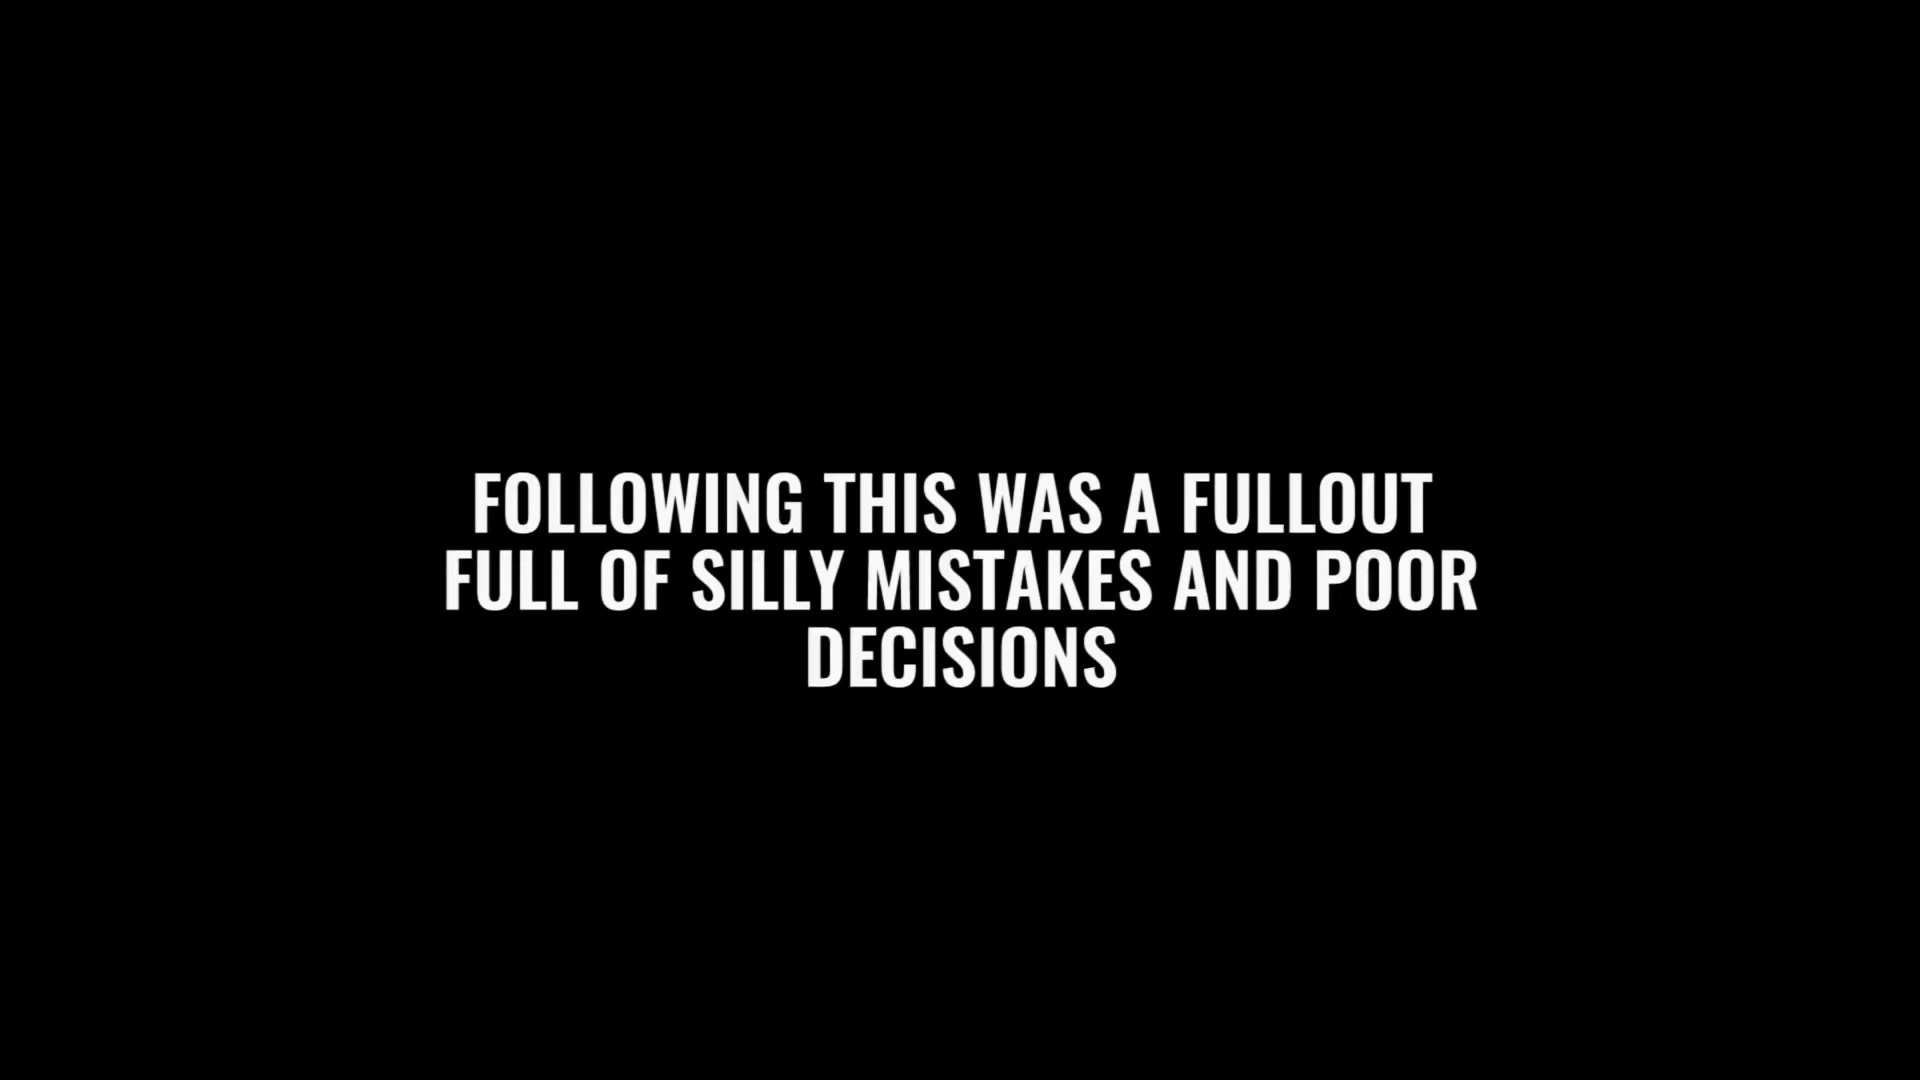 FOLLOWING THIS WAS A FULLOUT
FULL OF SILLY MISTAKES AND POOR
DECISIONS